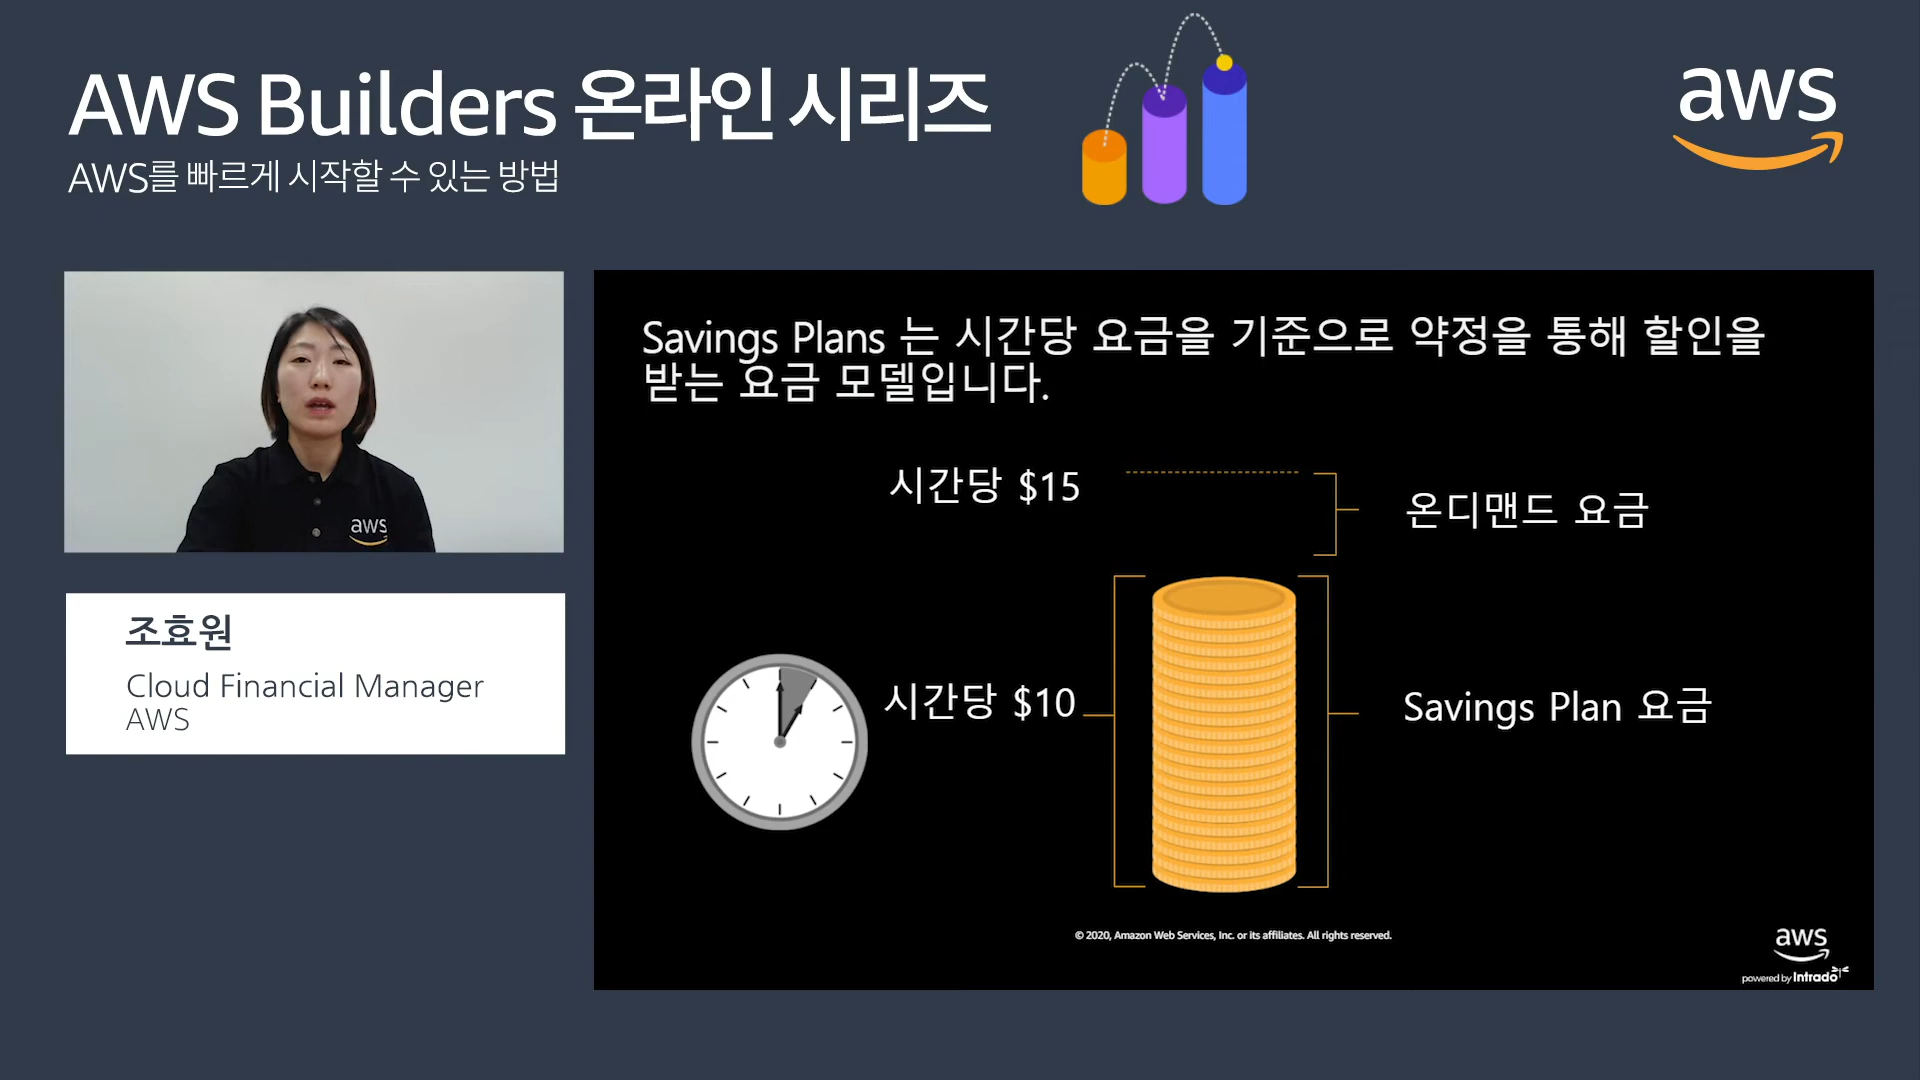 AWS Builders 온라인 시리즈
AWS를 빠르게 시작할 수 있는 방법
aws
aws
조효원
Cloud Financial Manager
AWS
Savings Plans 는 시간당 요금을 기준으로 약정을 통해 할인을
받는 요금 모델입니다.
시간당 $15
온디맨드 요금
시간당 $10
Savings Plan 요금
© 2020, Amazon Web Services, Inc. or its affiliates. All rights reserved.
aws
powered by Intrado